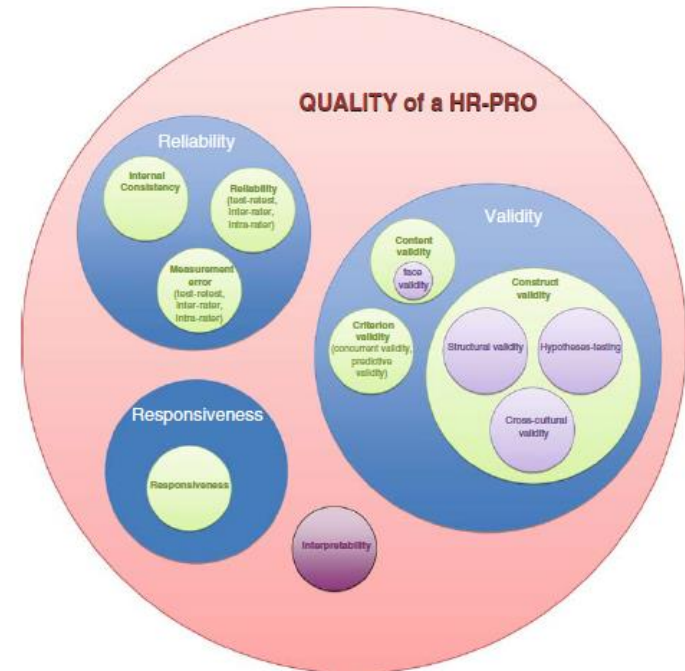 QUALITY of a HR-PRO
Reliability
Internal
Consistency
Reliability
(test-retest,
inter-rater,
intra-rater)
Measurement
error
(test-retest,
inter-rater,
intra-rater)
Validity
Content
validity
face
validity
Criterion
validity
(concurrent validity,
predictive
validity)
Construct
validity
Structural validity
Hypotheses-testing
Cross-cultural
validity
Responsiveness
Responsiveness
Interpretability